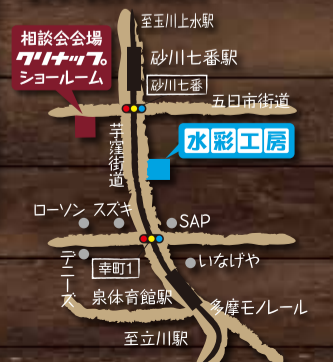 至玉川上水駅
相談会会場
クリナップ
ショールーム
砂川七番駅
砂川七番
五日市街道
芋窪街道
水彩工房
ローソン
スズキ
SAP
デニーズ
幸町1
いなげや
泉体育館駅
多摩モノレール
至立川駅